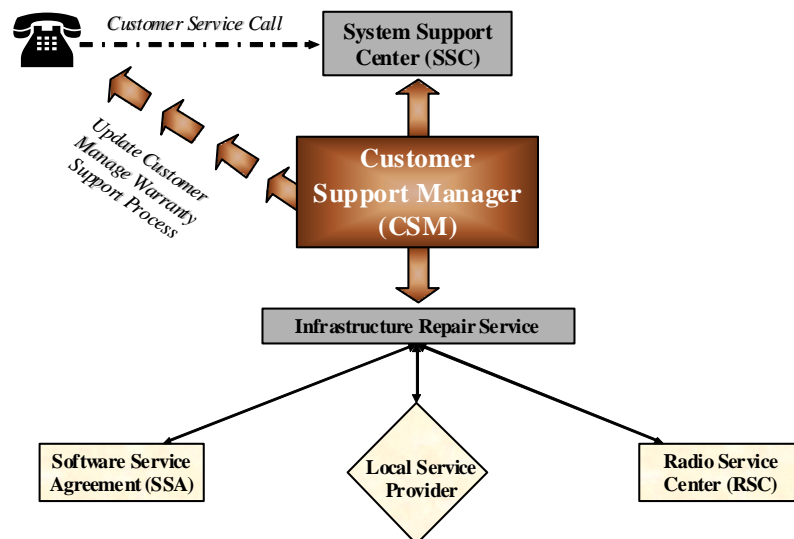 Customer Service Call
System Support
Center (SSC)
Update Customer
Manage Warranty
Support Process
Customer
Support Manager
(CSM)
Infrastructure Repair Service
Software Service
Agreement (SSA)
Local Service
Provider
Radio Service
Center (RSC)